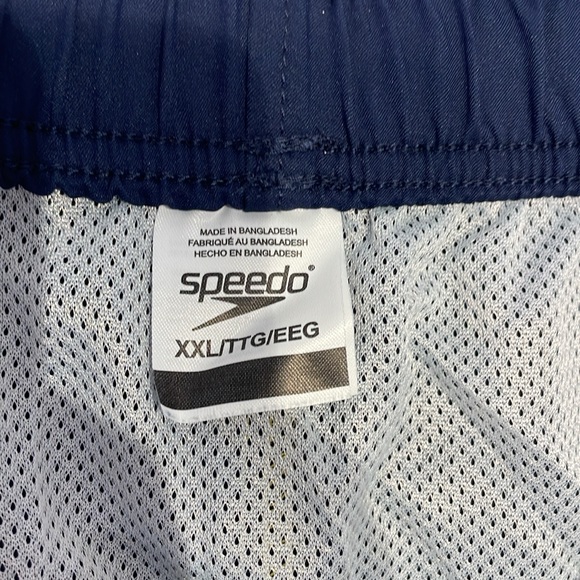 MADE IN BANGLADESH
FABRIQUÉ AU BANGLADESH
HECHO EN BANGLADESH
speedo®
XXL/TTG/EEG